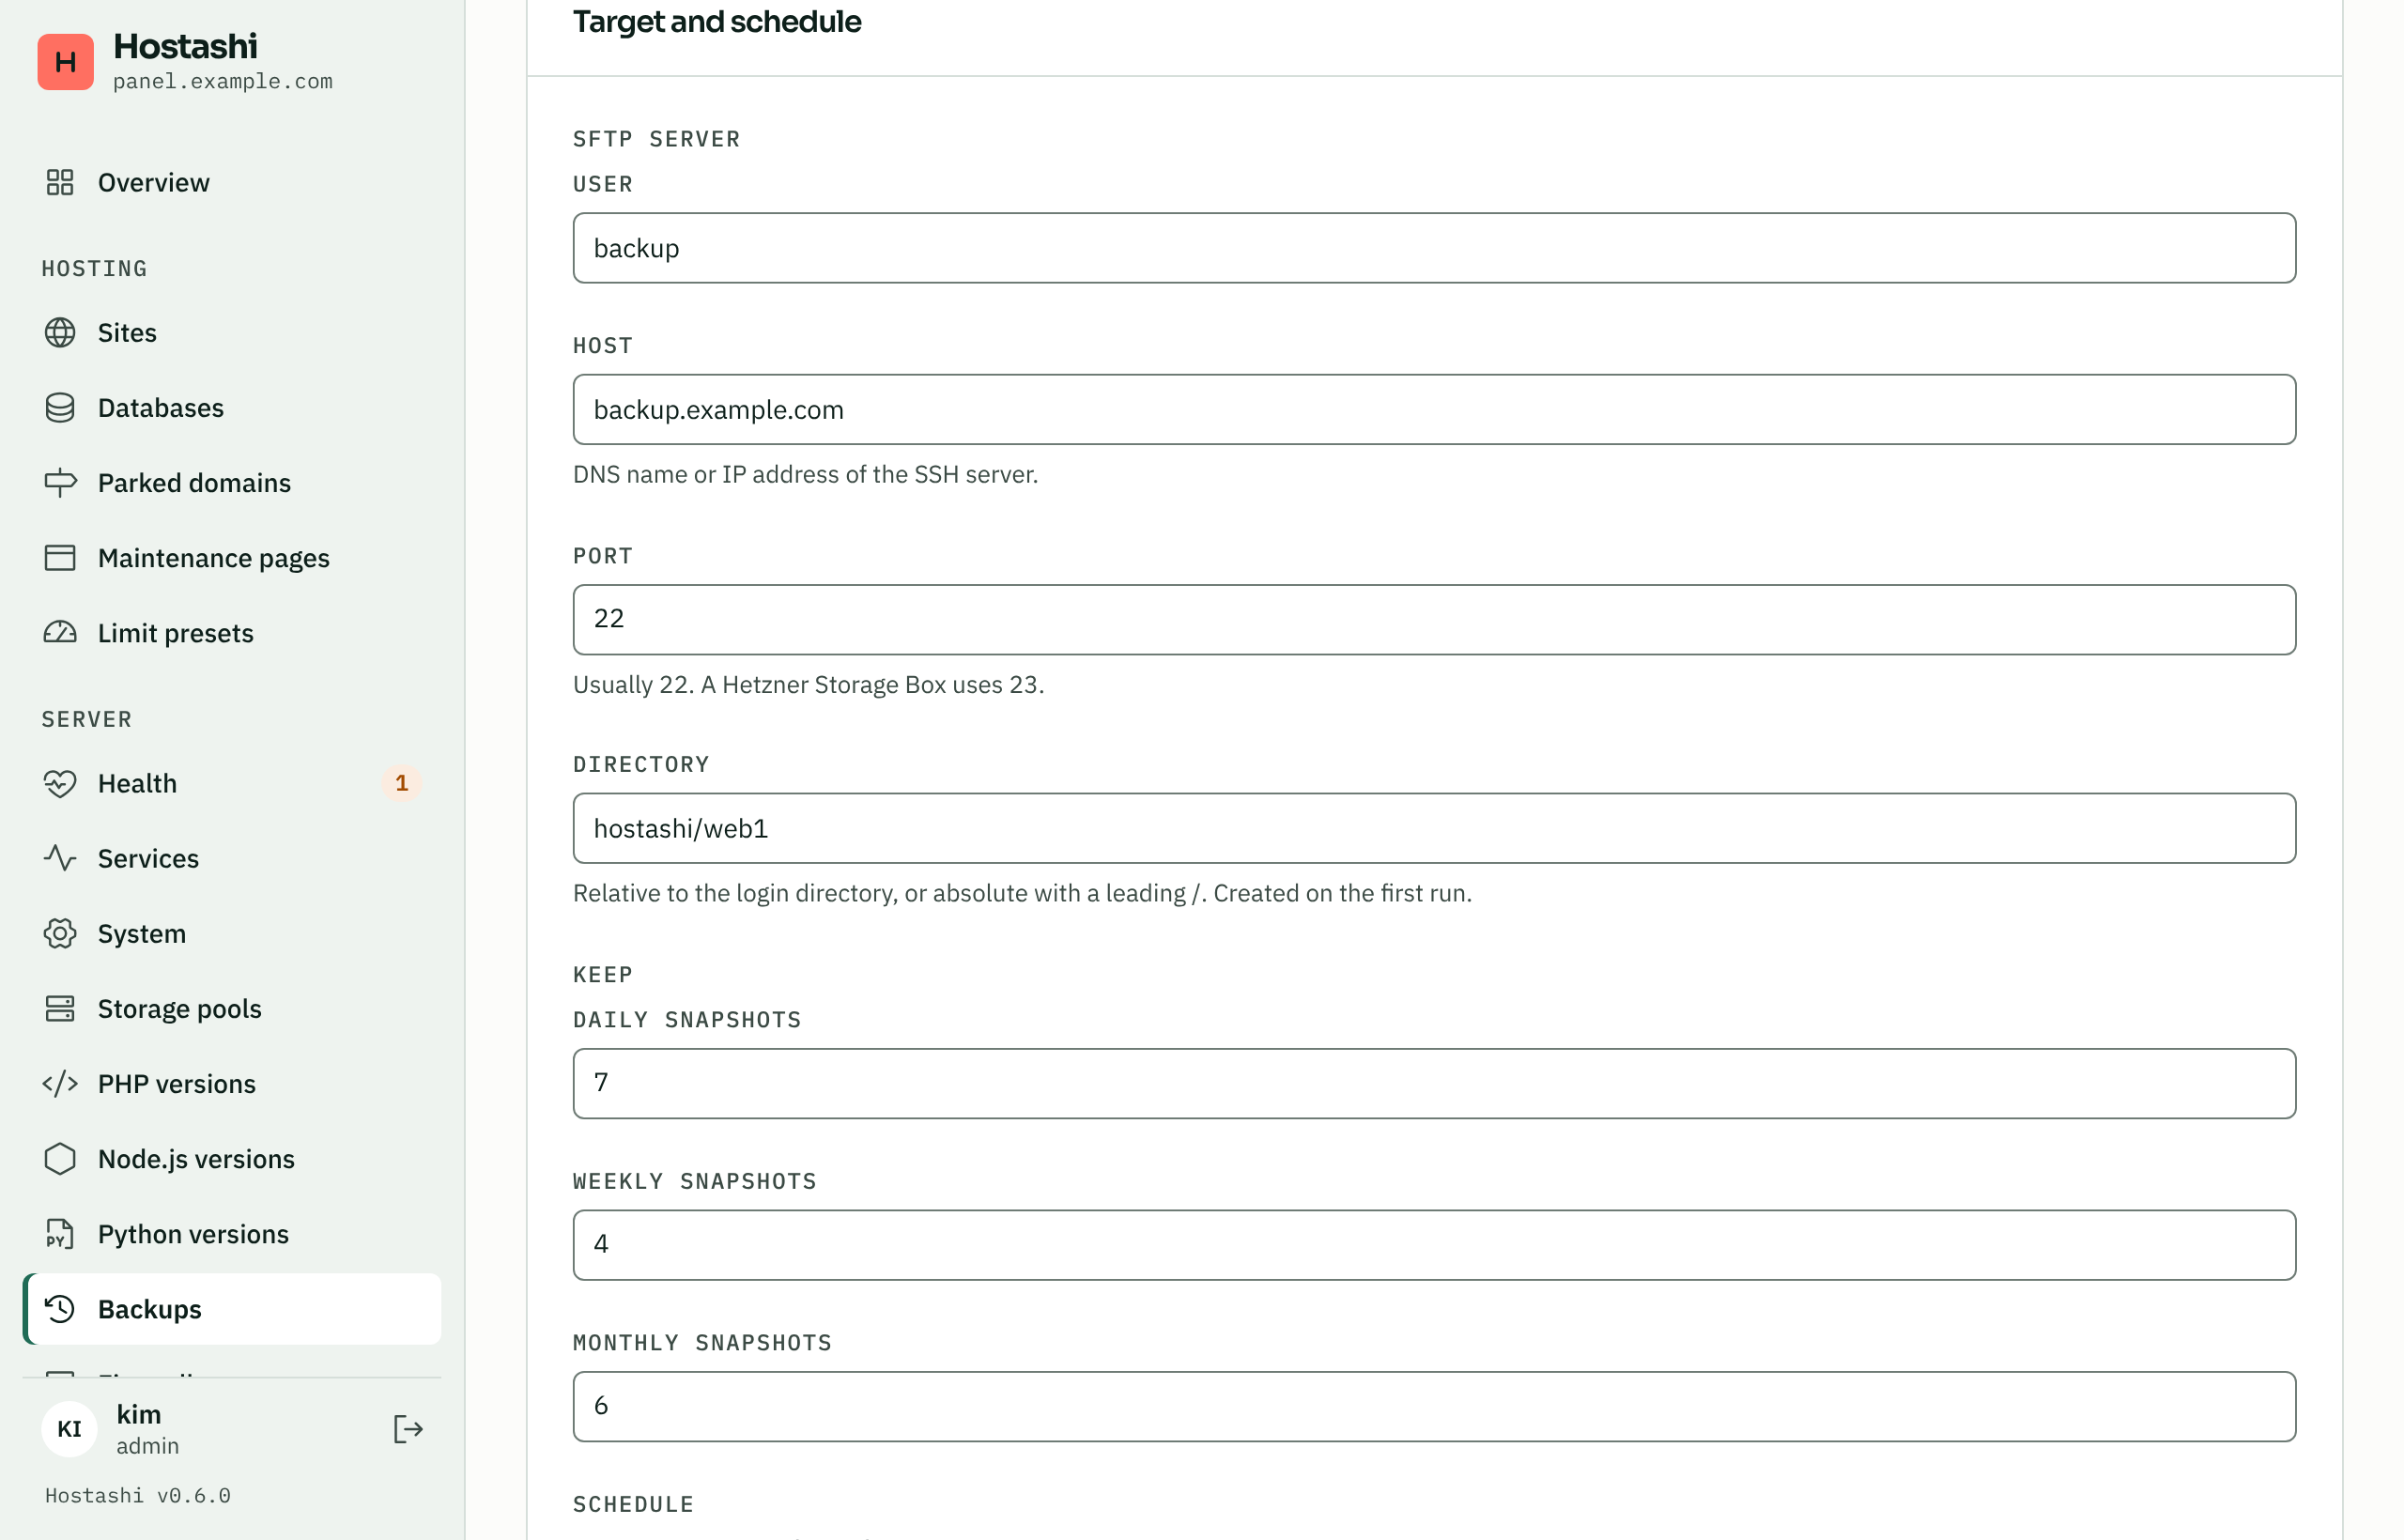 H
Hostashi
panel.example.com
Overview
HOSTING
Sites
Databases
Parked domains
Maintenance pages
Limit presets
SERVER
Health
1
Services
System
Storage pools
PHP versions
Node.js versions
PY
Python versions
Backups
KI
kim
admin
Hostashi v0.6.0
Target and schedule
SFTP SERVER
USER
backup
HOST
backup.example.com
DNS name or IP address of the SSH server.
PORT
22
Usually 22. A Hetzner Storage Box uses 23.
DIRECTORY
hostashi/web1
Relative to the login directory, or absolute with a leading /. Created on the first run.
KEEP
DAILY SNAPSHOTS
7
WEEKLY SNAPSHOTS
4
MONTHLY SNAPSHOTS
6
SCHEDULE